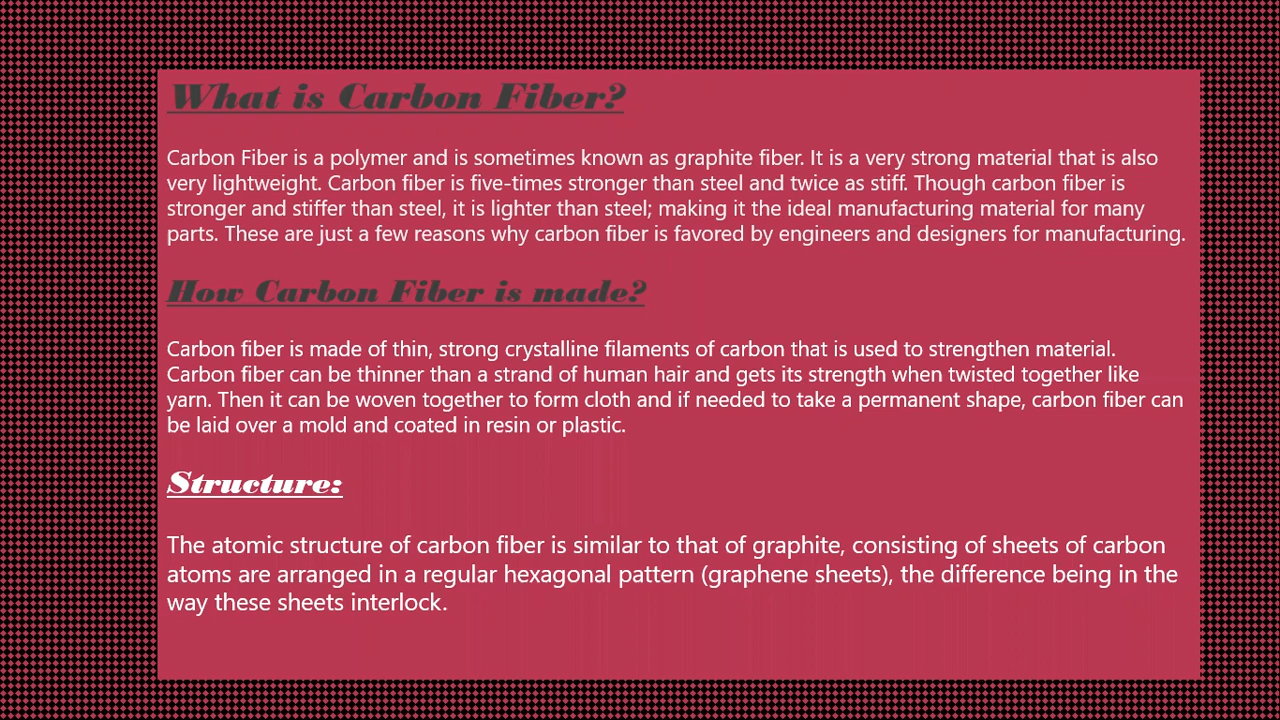 What is Carbon Fiber?
Carbon Fiber is a polymer and is sometimes known as graphite fiber. It is a very strong material that is also
very lightweight. Carbon fiber is five-times stronger than steel and twice as stiff. Though carbon fiber is
stronger and stiffer than steel, it is lighter than steel; making it the ideal manufacturing material for many
parts. These are just a few reasons why carbon fiber is favored by engineers and designers for manufacturing.
How Carbon Fiber is made?
Carbon fiber is made of thin, strong crystalline filaments of carbon that is used to strengthen material.
Carbon fiber can be thinner than a strand of human hair and gets its strength when twisted together like
yarn. Then it can be woven together to form cloth and if needed to take a permanent shape, carbon fiber can
be laid over a mold and coated in resin or plastic.
Structure:
The atomic structure of carbon fiber is similar to that of graphite, consisting of sheets of carbon
atoms are arranged in a regular hexagonal pattern (graphene sheets), the difference being in the
way these sheets interlock.